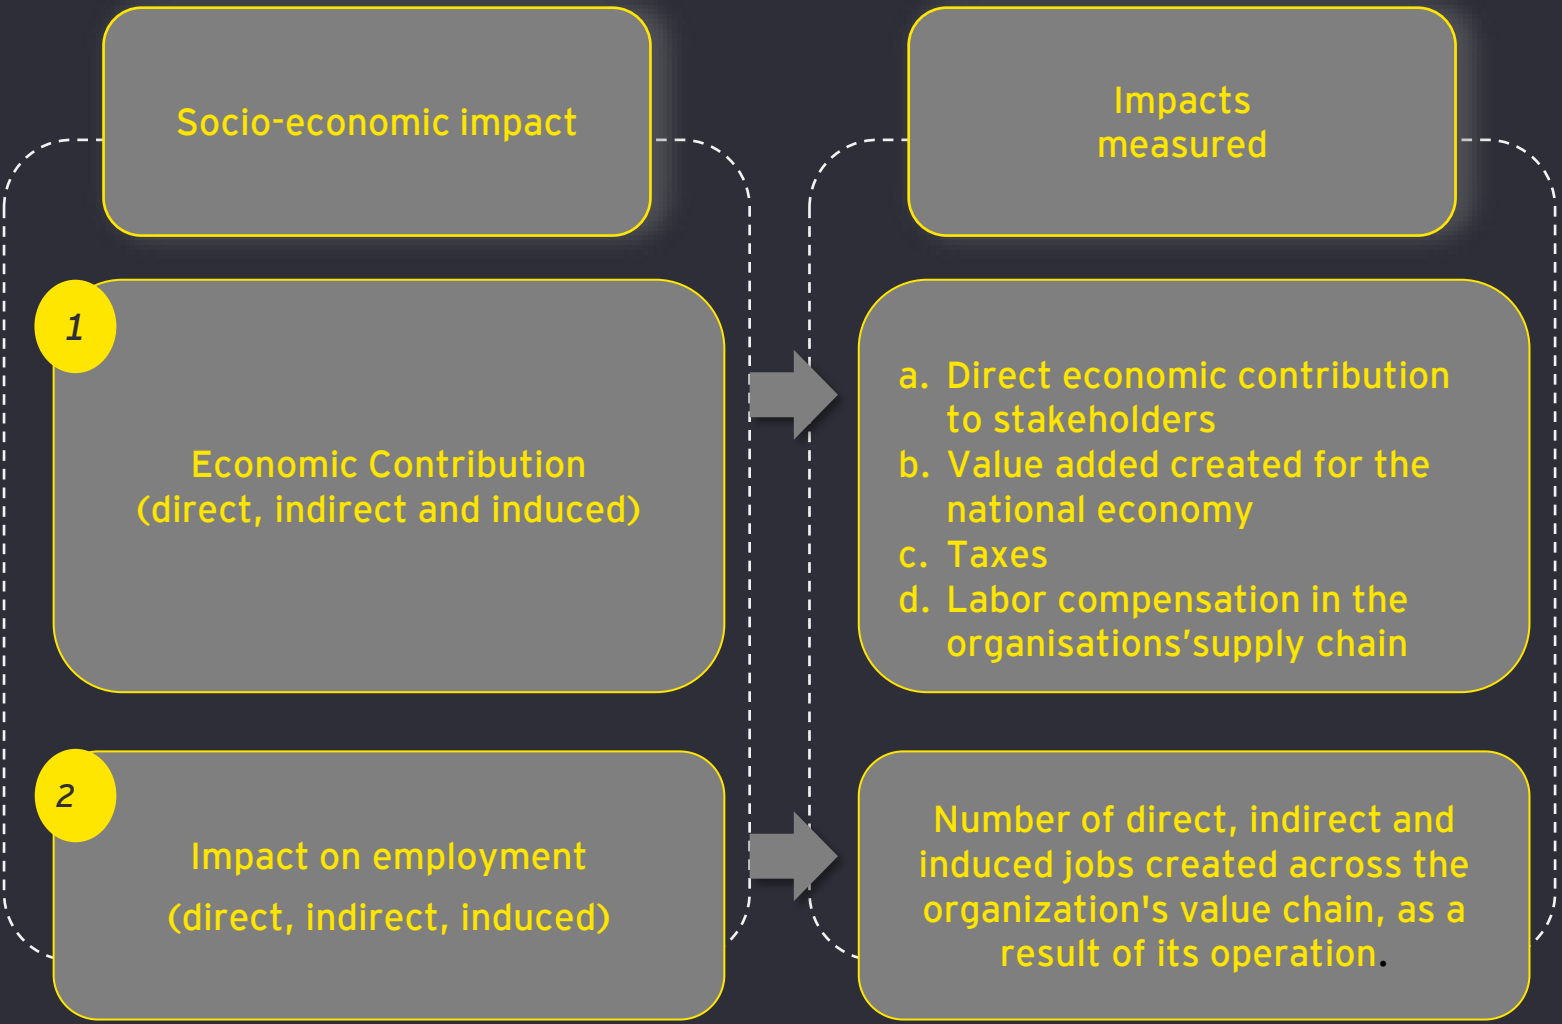 Socio-economic impact
Impacts
measured
1
Economic Contribution
(direct, indirect and induced)
a. Direct economic contribution
to stakeholders
b. Value added created for the
national economy
c. Taxes
d. Labor compensation in the
organisations’supply chain
2
Impact on employment
(direct, indirect, induced)
Number of direct, indirect and
induced jobs created across the
organization's value chain, as a
result of its operation.